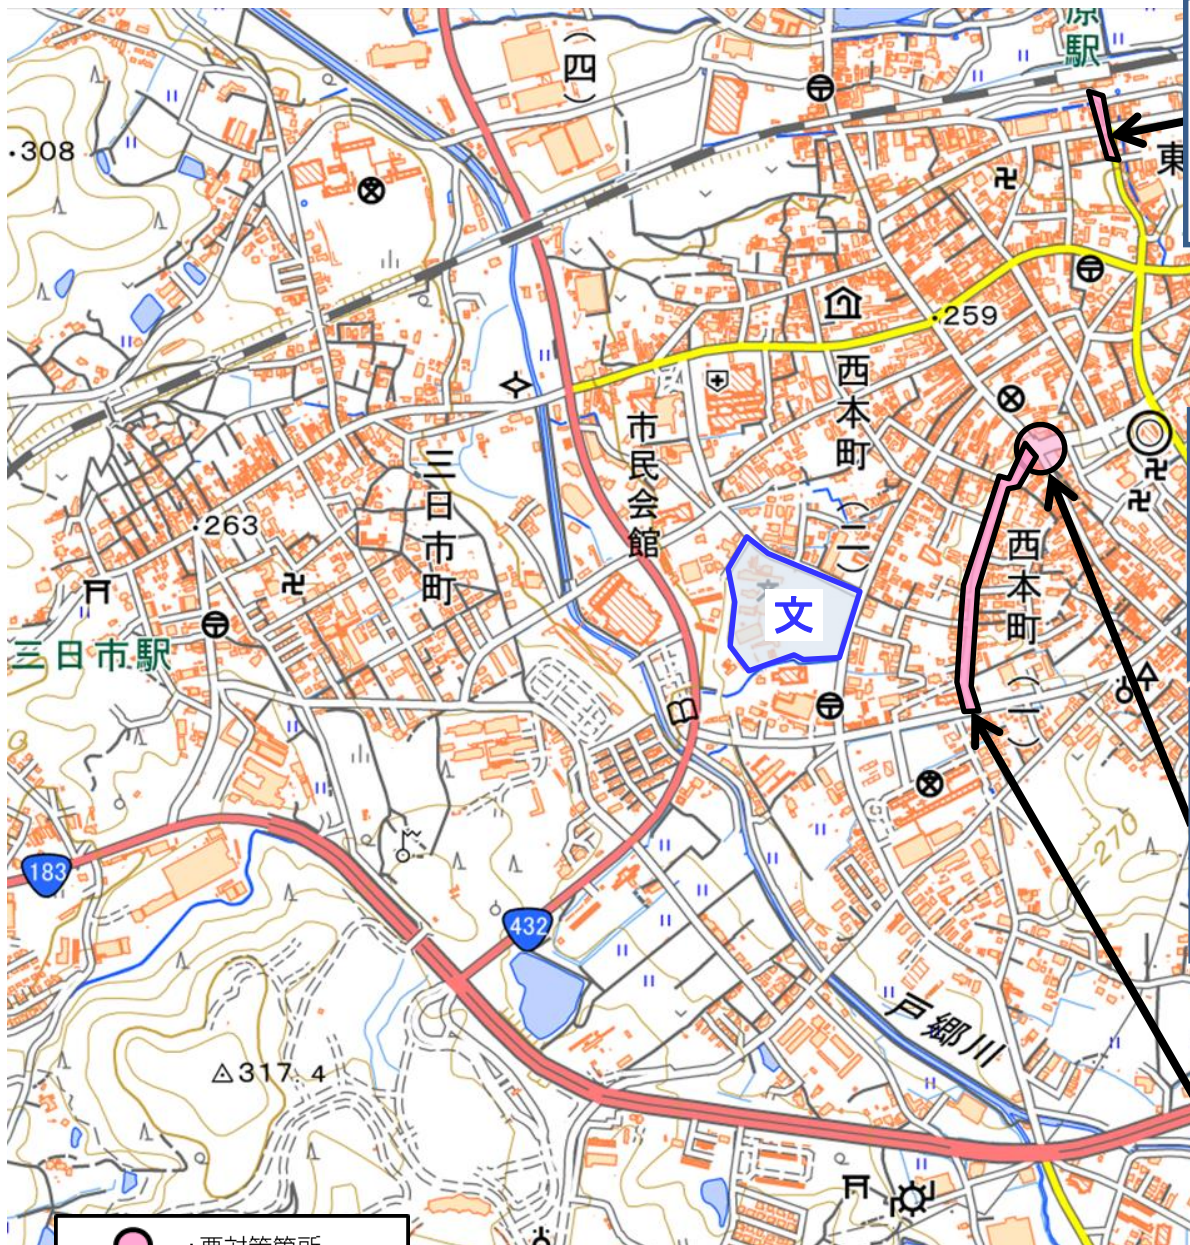 原駅
(四)
・308
東
・259
西本町(二)
市民会館
三日市町
・263
文
西本町(一)
三日市駅
270
183
432
戸郷川
317.4